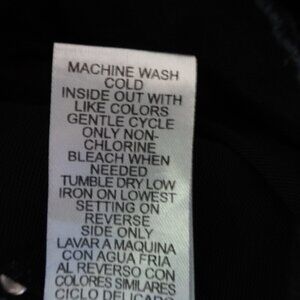 MACHINE WASH
COLD
INSIDE OUT WITH
LIKE COLORS
GENTLE CYCLE
ONLY NON-
CHLORINE
BLEACH WHEN
NEEDED
TUMBLE DRY LOW
IRON ON LOWEST
SETTING ON
REVERSE
SIDE ONLY
LAVAR A MAQUINA
CON AGUA FRIA
AL REVERSO CON
COLORES SIMILARES
CICLO DELICADO